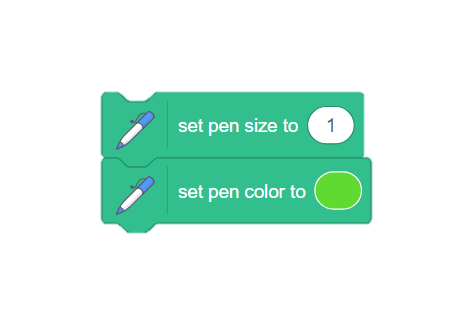 set pen size to 1
set pen color to